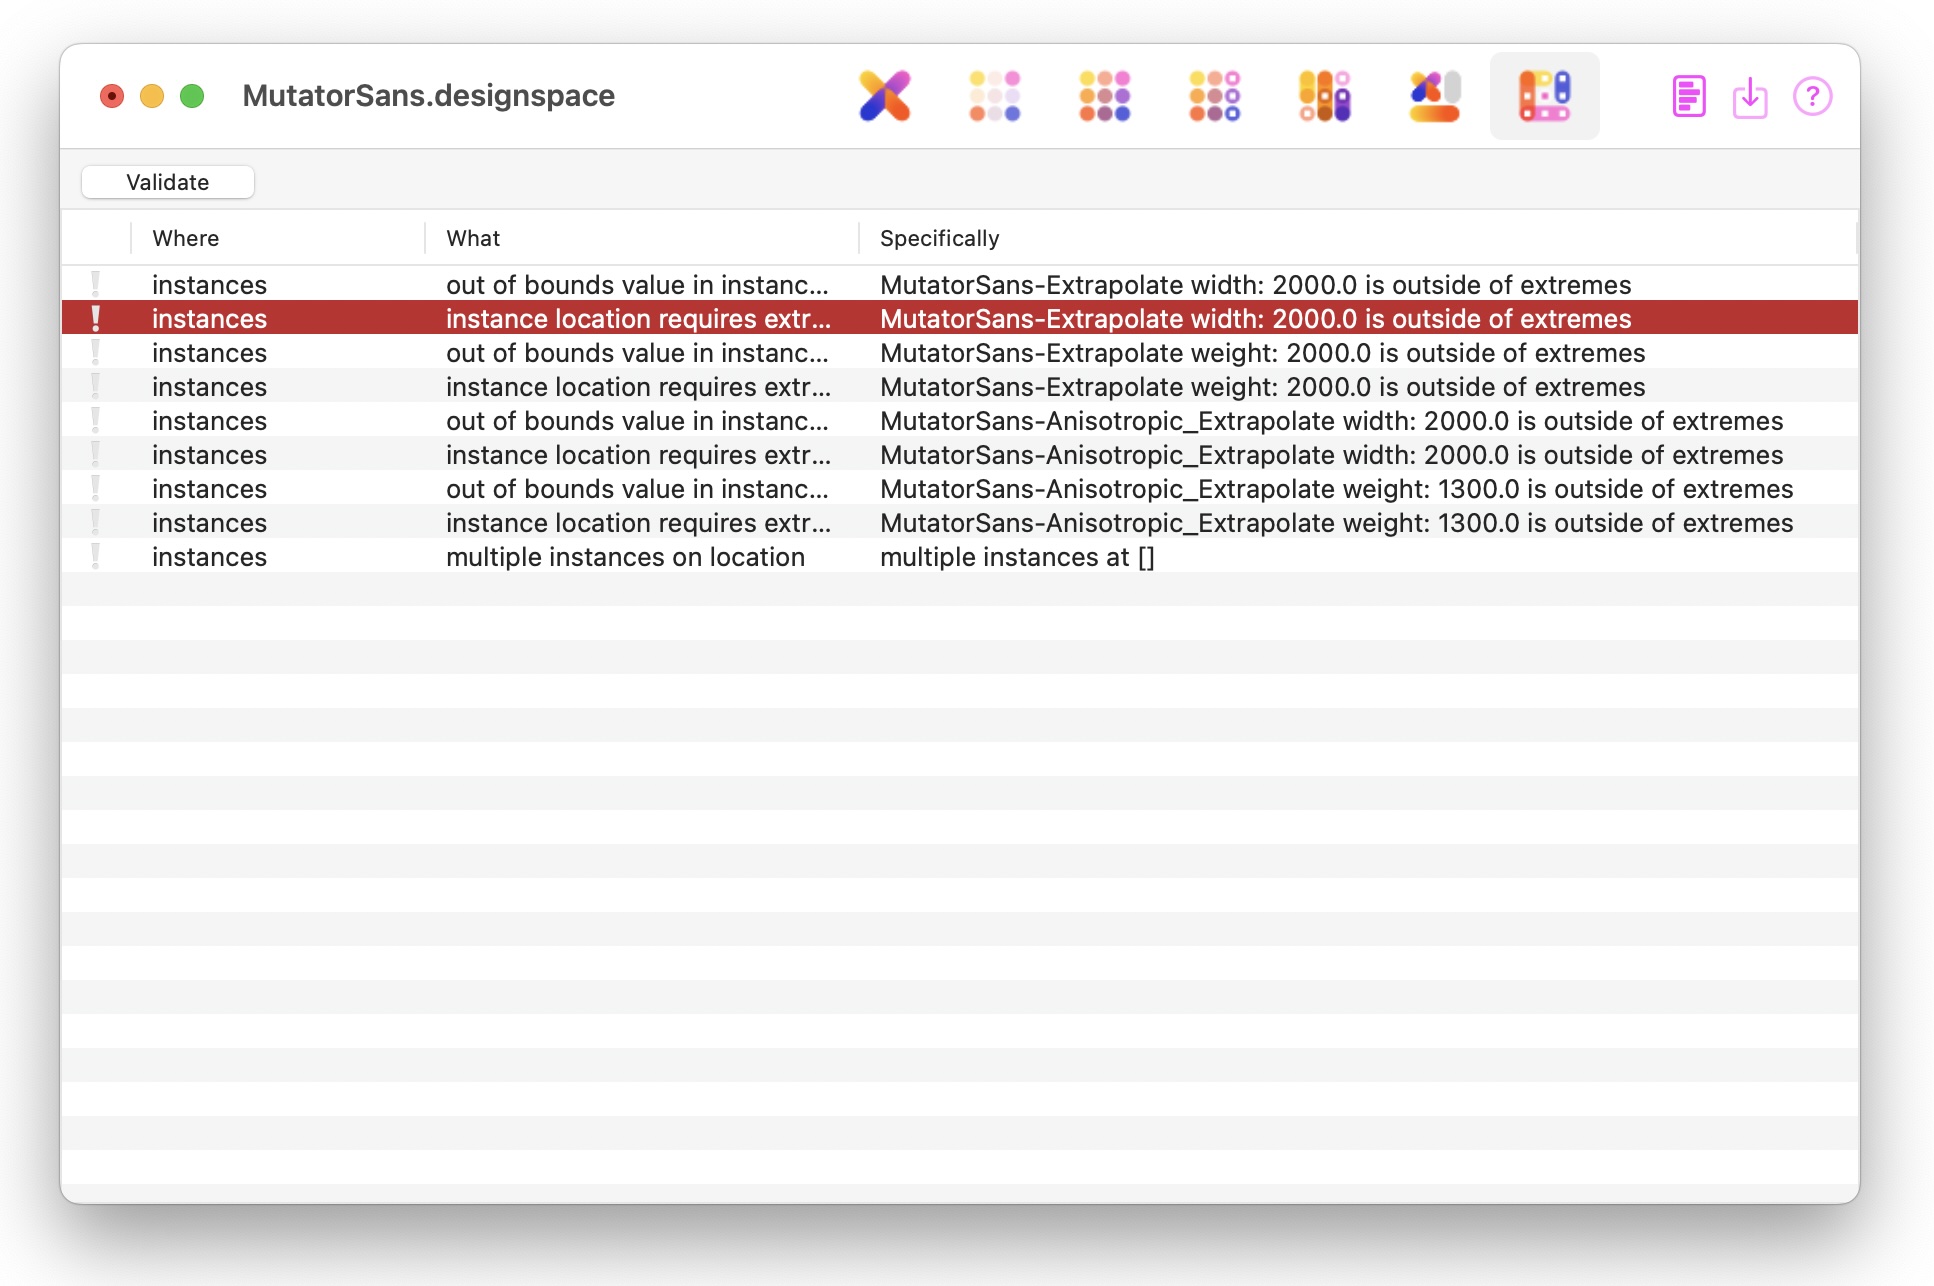 MutatorSans.designspace
?
Validate
Where What Specifically
! instances out of bounds value in instanc... MutatorSans-Extrapolate width: 2000.0 is outside of extremes
! instances instance location requires extr... MutatorSans-Extrapolate width: 2000.0 is outside of extremes
! instances out of bounds value in instanc... MutatorSans-Extrapolate weight: 2000.0 is outside of extremes
! instances instance location requires extr... MutatorSans-Extrapolate weight: 2000.0 is outside of extremes
! instances out of bounds value in instanc... MutatorSans-Anisotropic_Extrapolate width: 2000.0 is outside of extremes
! instances instance location requires extr... MutatorSans-Anisotropic_Extrapolate width: 2000.0 is outside of extremes
! instances out of bounds value in instanc... MutatorSans-Anisotropic_Extrapolate weight: 1300.0 is outside of extremes
! instances instance location requires extr... MutatorSans-Anisotropic_Extrapolate weight: 1300.0 is outside of extremes
! instances multiple instances on location multiple instances at []